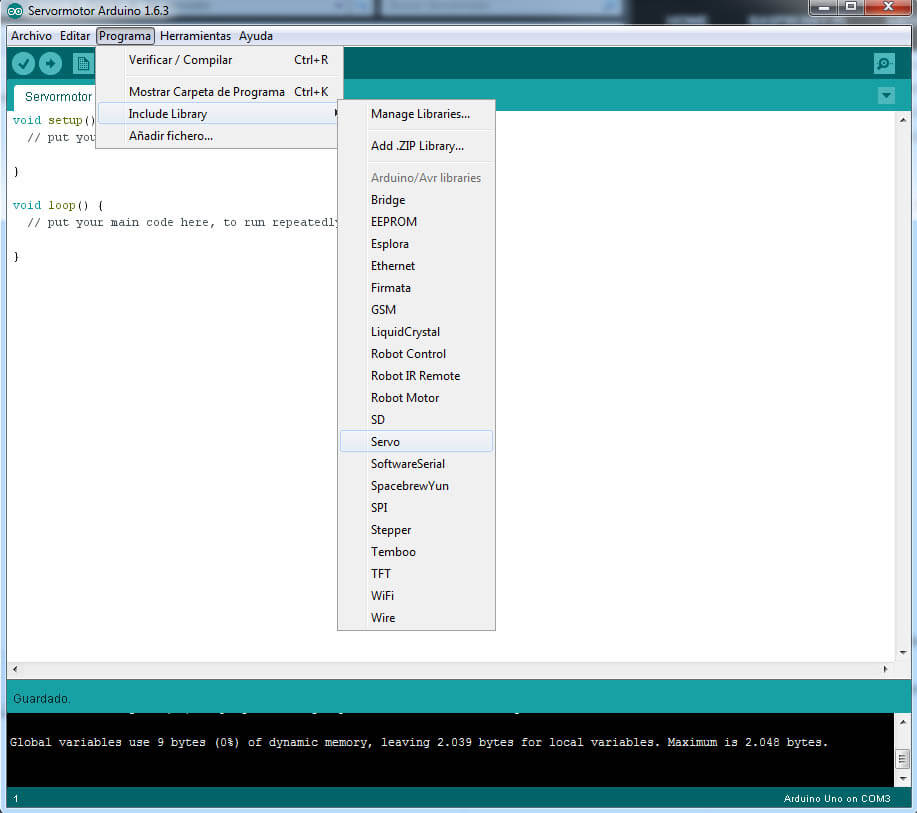 Servormotor Arduino 1.6.3
Archivo Editar Programa Herramientas Ayuda
Verificar / Compilar Ctrl+R
Mostrar Carpeta de Programa Ctrl+K
Include Library
Añadir fichero...
Servormotor
Manage Libraries...
Add .ZIP Library...
Arduino/Avr libraries
Bridge
EEPROM
Esplora
Ethernet
Firmata
GSM
LiquidCrystal
Robot Control
Robot IR Remote
Robot Motor
SD
Servo
SoftwareSerial
SpacebrewYun
SPI
Stepper
Temboo
TFT
WiFi
Wire
void setup()
// put you
}
void loop() {
// put your main code here, to run repeatedly
}
Guardado.
Global variables use 9 bytes (0%) of dynamic memory, leaving 2.039 bytes for local variables. Maximum is 2.048 bytes.
1
Arduino Uno on COM3